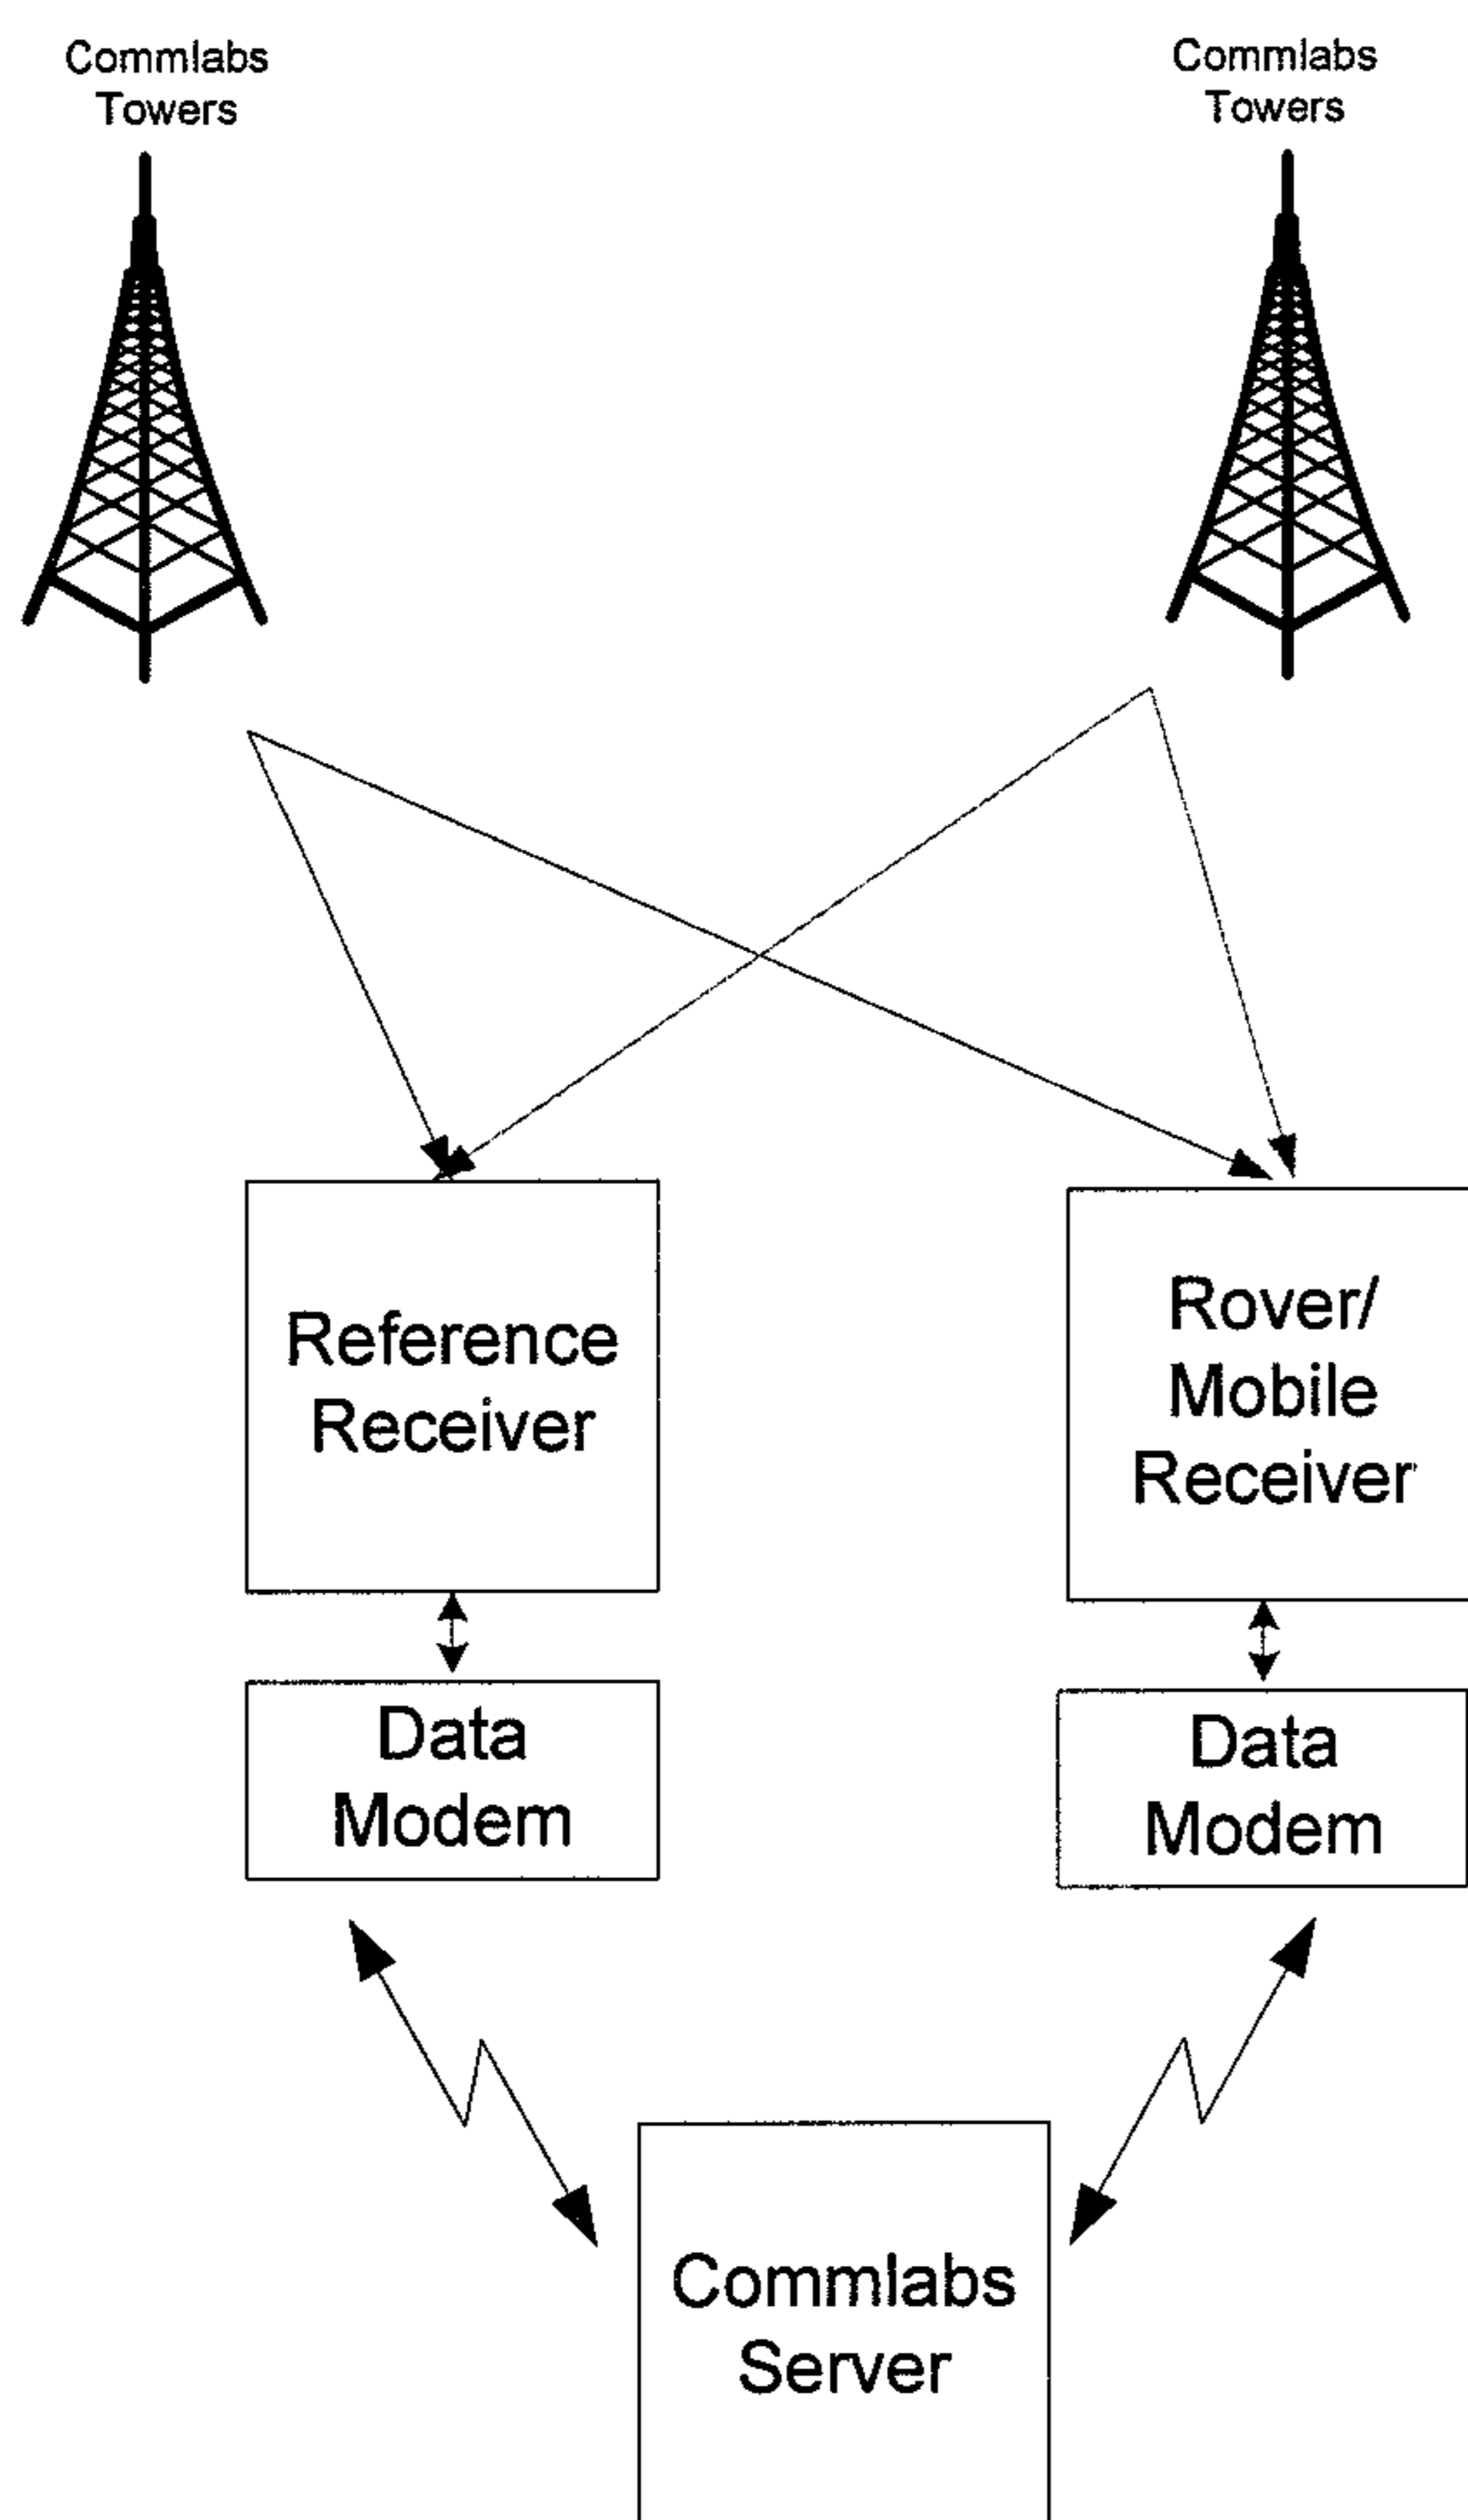 Commlabs
Towers
Commlabs
Towers
Reference
Receiver
Rover/
Mobile
Receiver
Data
Modem
Data
Modem
Commlabs
Server